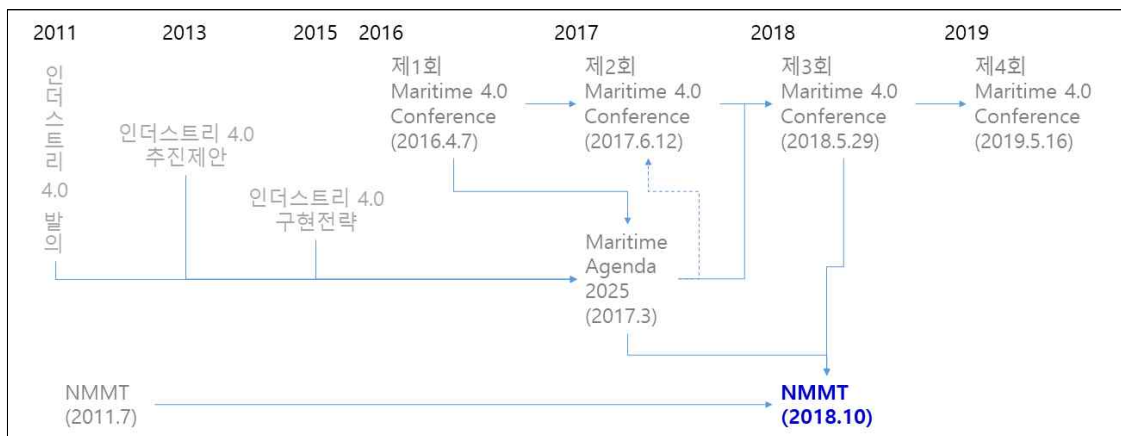 2011 2013 2015 2016 2017 2018 2019
인더스트리 4.0 발의
인더스트리 4.0
추진제안
인더스트리 4.0
구현전략
제1회
Maritime 4.0
Conference
(2016.4.7)
제2회
Maritime 4.0
Conference
(2017.6.12)
제3회
Maritime 4.0
Conference
(2018.5.29)
제4회
Maritime 4.0
Conference
(2019.5.16)
Maritime
Agenda
2025
(2017.3)
NMMT
(2011.7)
NMMT
(2018.10)